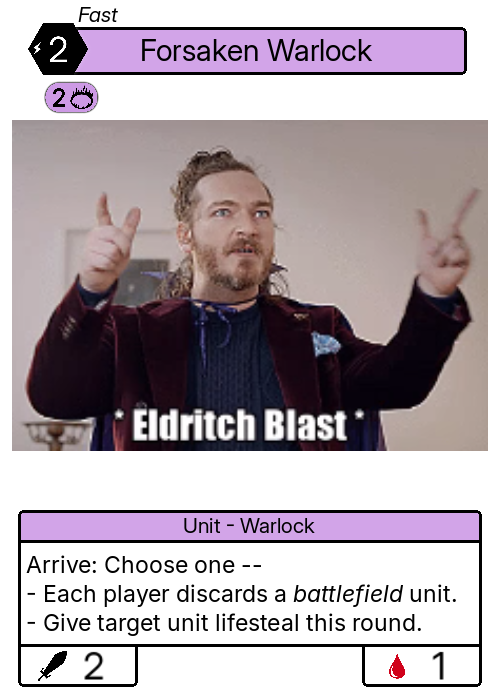 Fast
2 Forsaken Warlock
2
* Eldritch Blast *
Unit - Warlock
Arrive: Choose one --
- Each player discards a battlefield unit.
- Give target unit lifesteal this round.
2 1